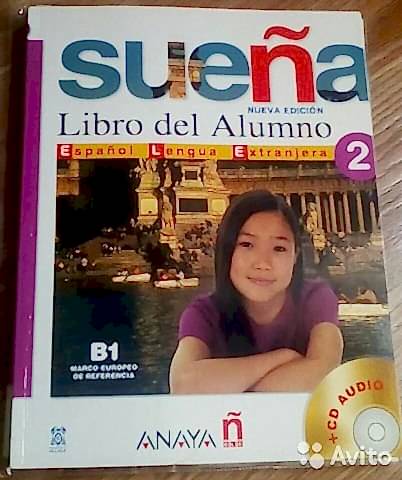 sueña
NUEVA EDICIÓN
Libro del Alumno
Español Lengua Extranjera
2
B1
MARCO EUROPEO
DE REFERENCIA
+CD AUDIO
ANAYA ñ
ELE
Avito